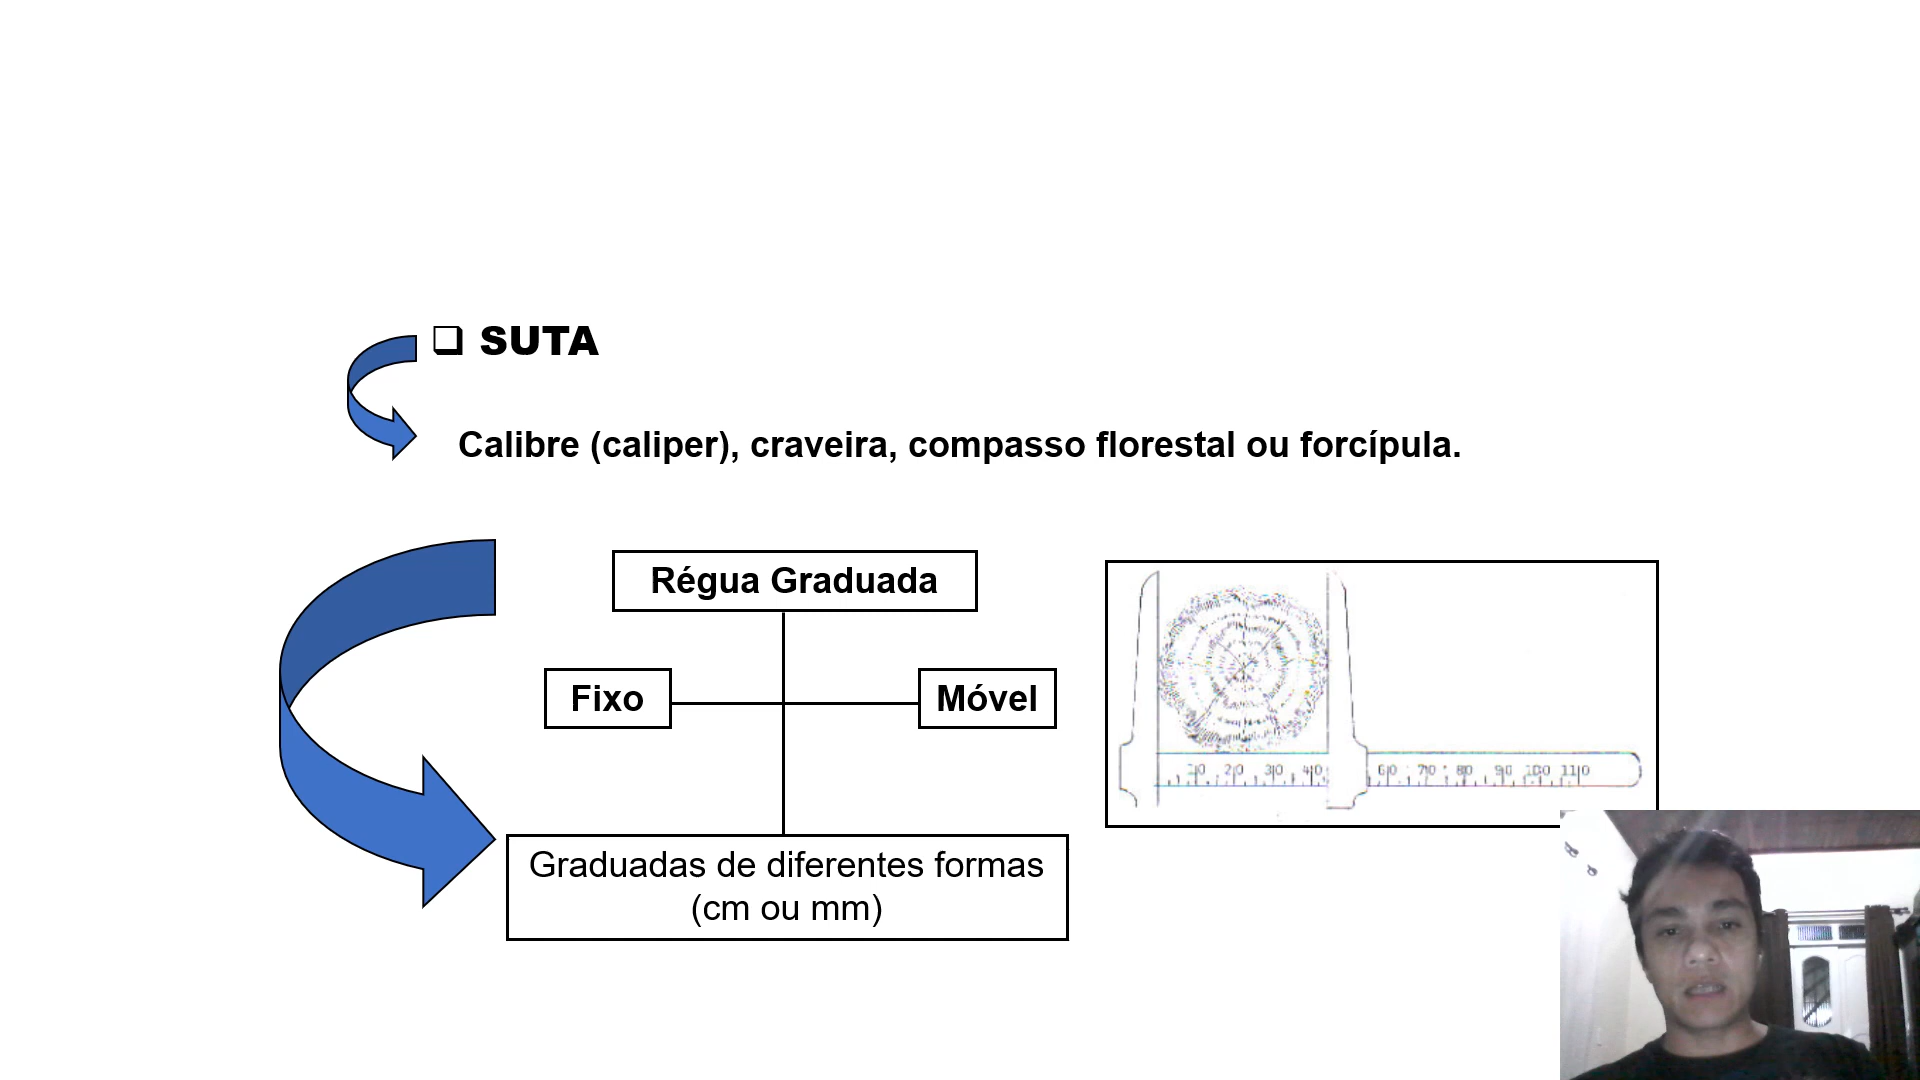 SUTA
Calibre (caliper), craveira, compasso florestal ou forcípula.
Régua Graduada
Fixo
Móvel
Graduadas de diferentes formas
(cm ou mm)
10 20 30 40 60 70 80 90 100 110